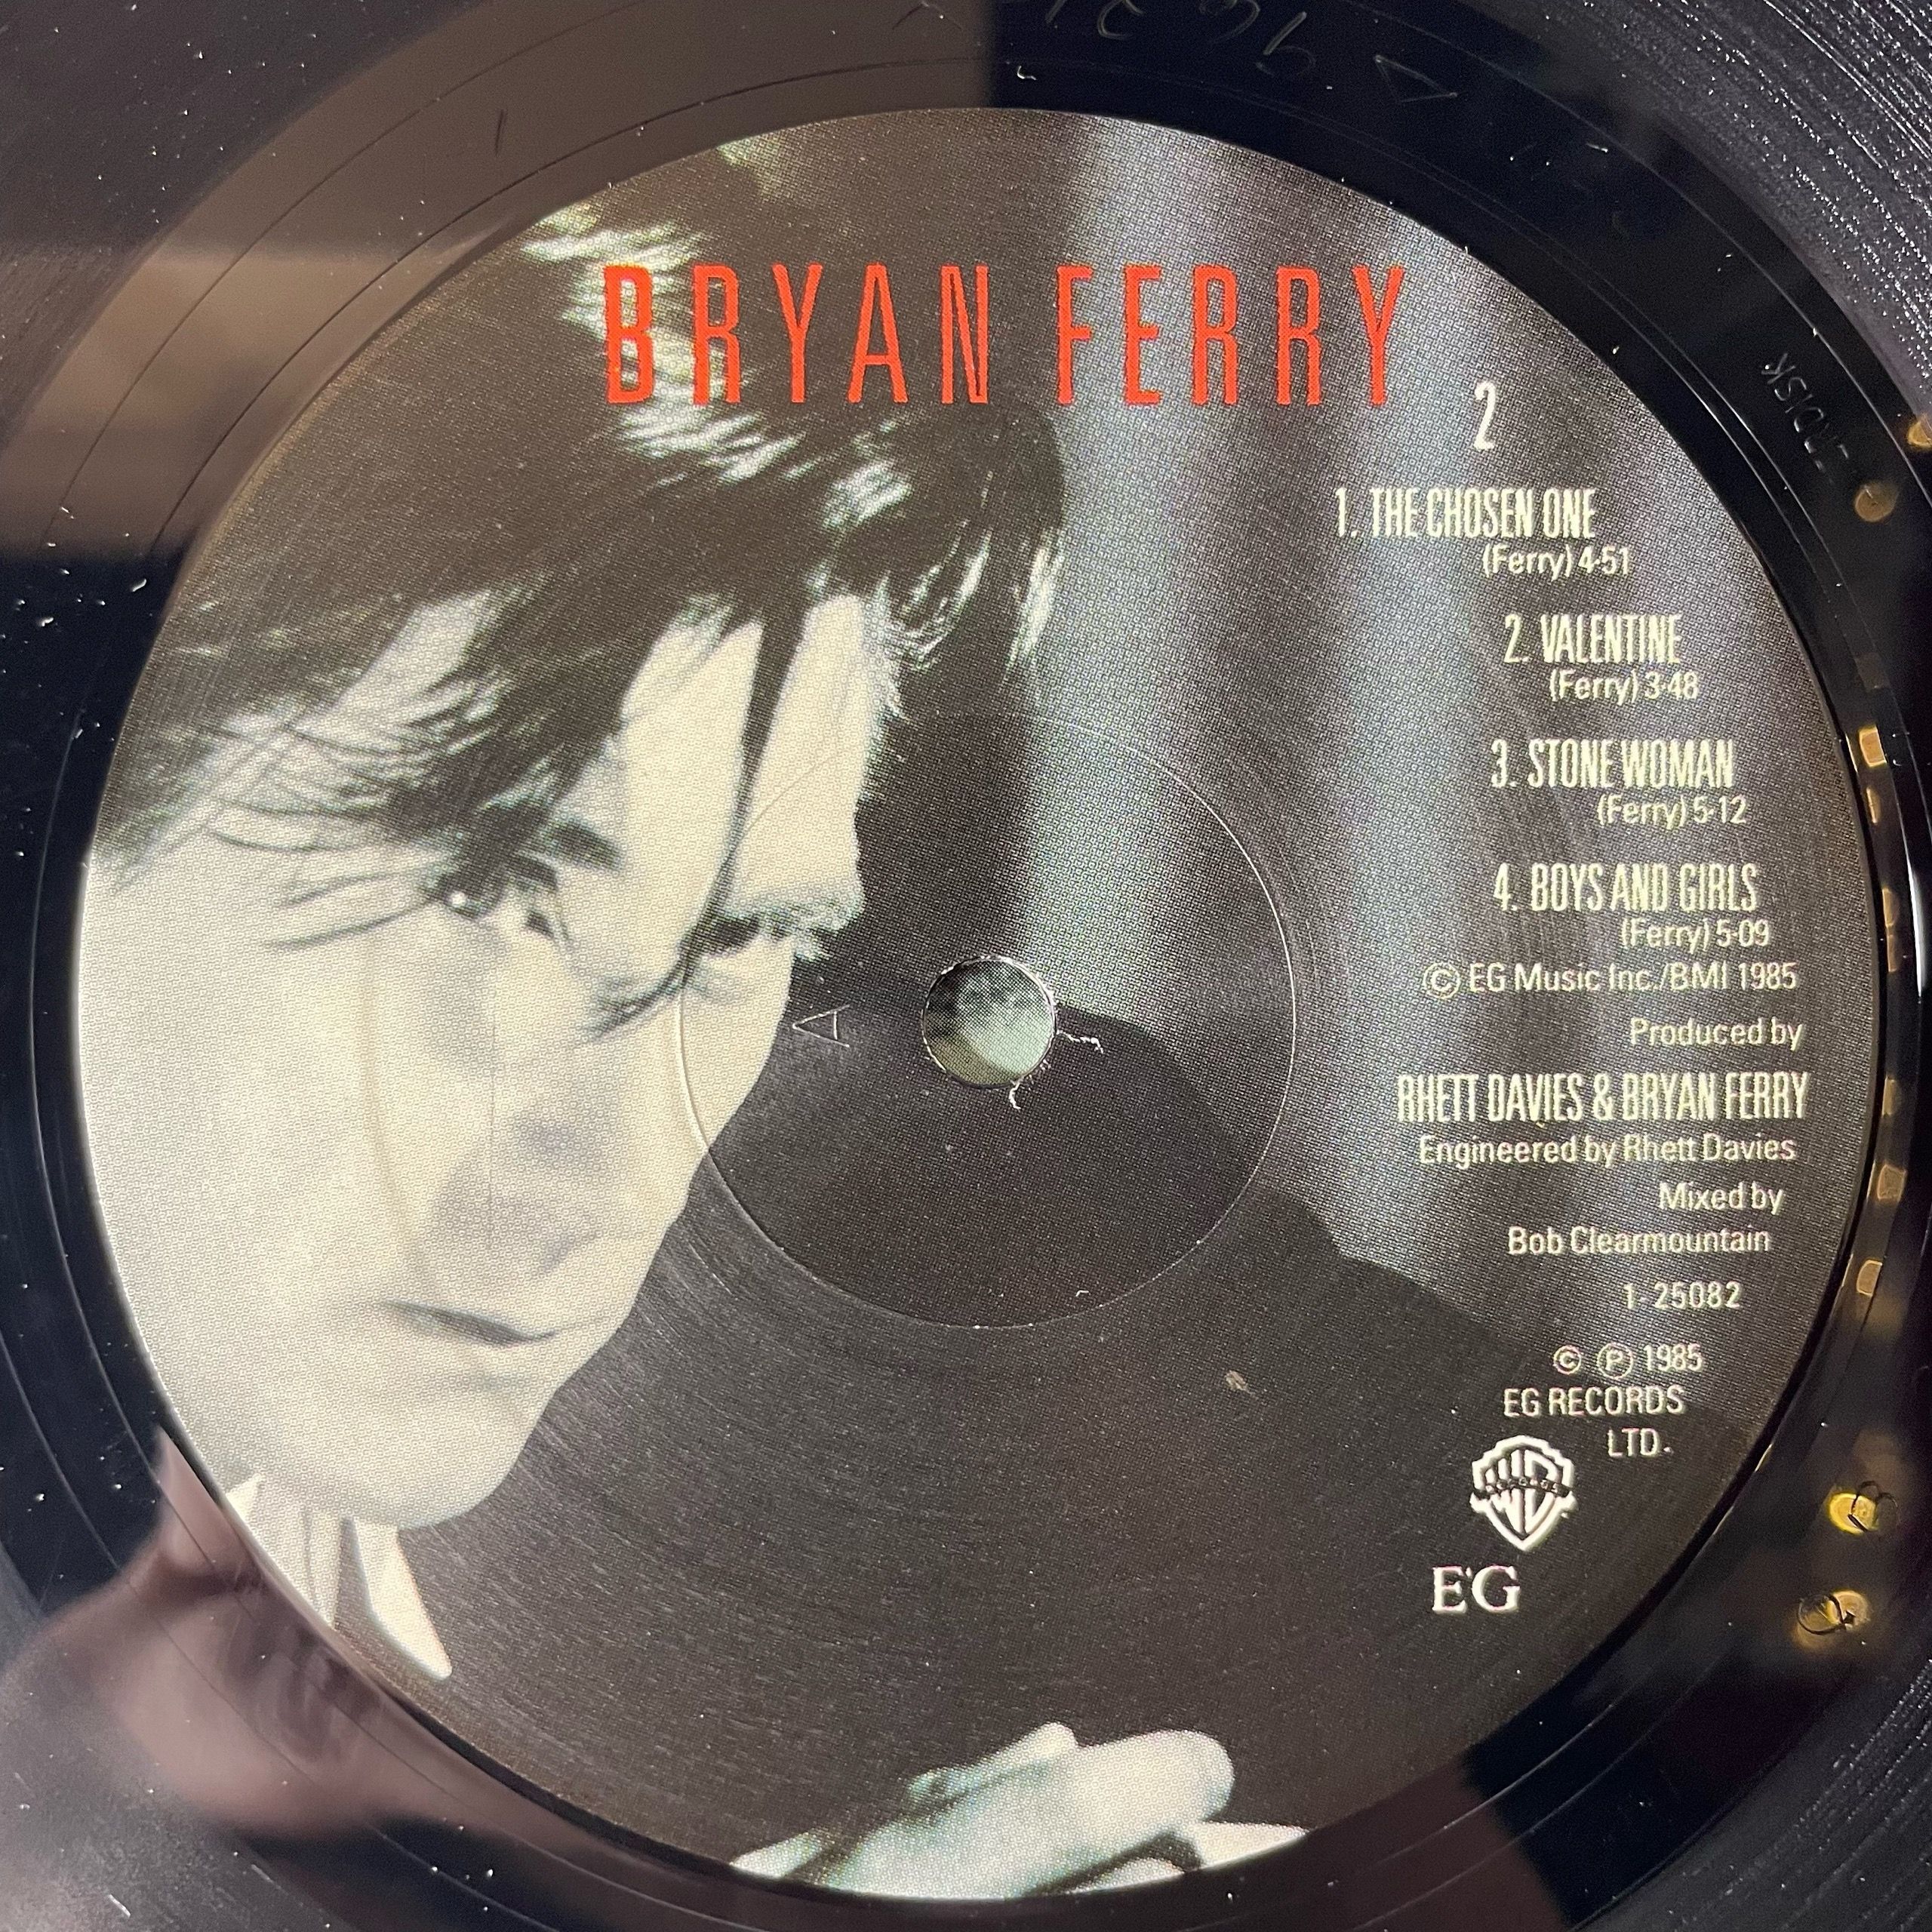 BRYAN FERRY
2
1. THE CHOSEN ONE
(Ferry) 4·51
2. VALENTINE
(Ferry) 3·48
3. STONE WOMAN
(Ferry) 5·12
4. BOYS AND GIRLS
(Ferry) 5·09
© EG Music Inc./BMI 1985
Produced by
RHETT DAVIES & BRYAN FERRY
Engineered by Rhett Davies
Mixed by
Bob Clearmountain
1-25082
© ℗ 1985
EG RECORDS
LTD.
WB
RECORDS
E'G